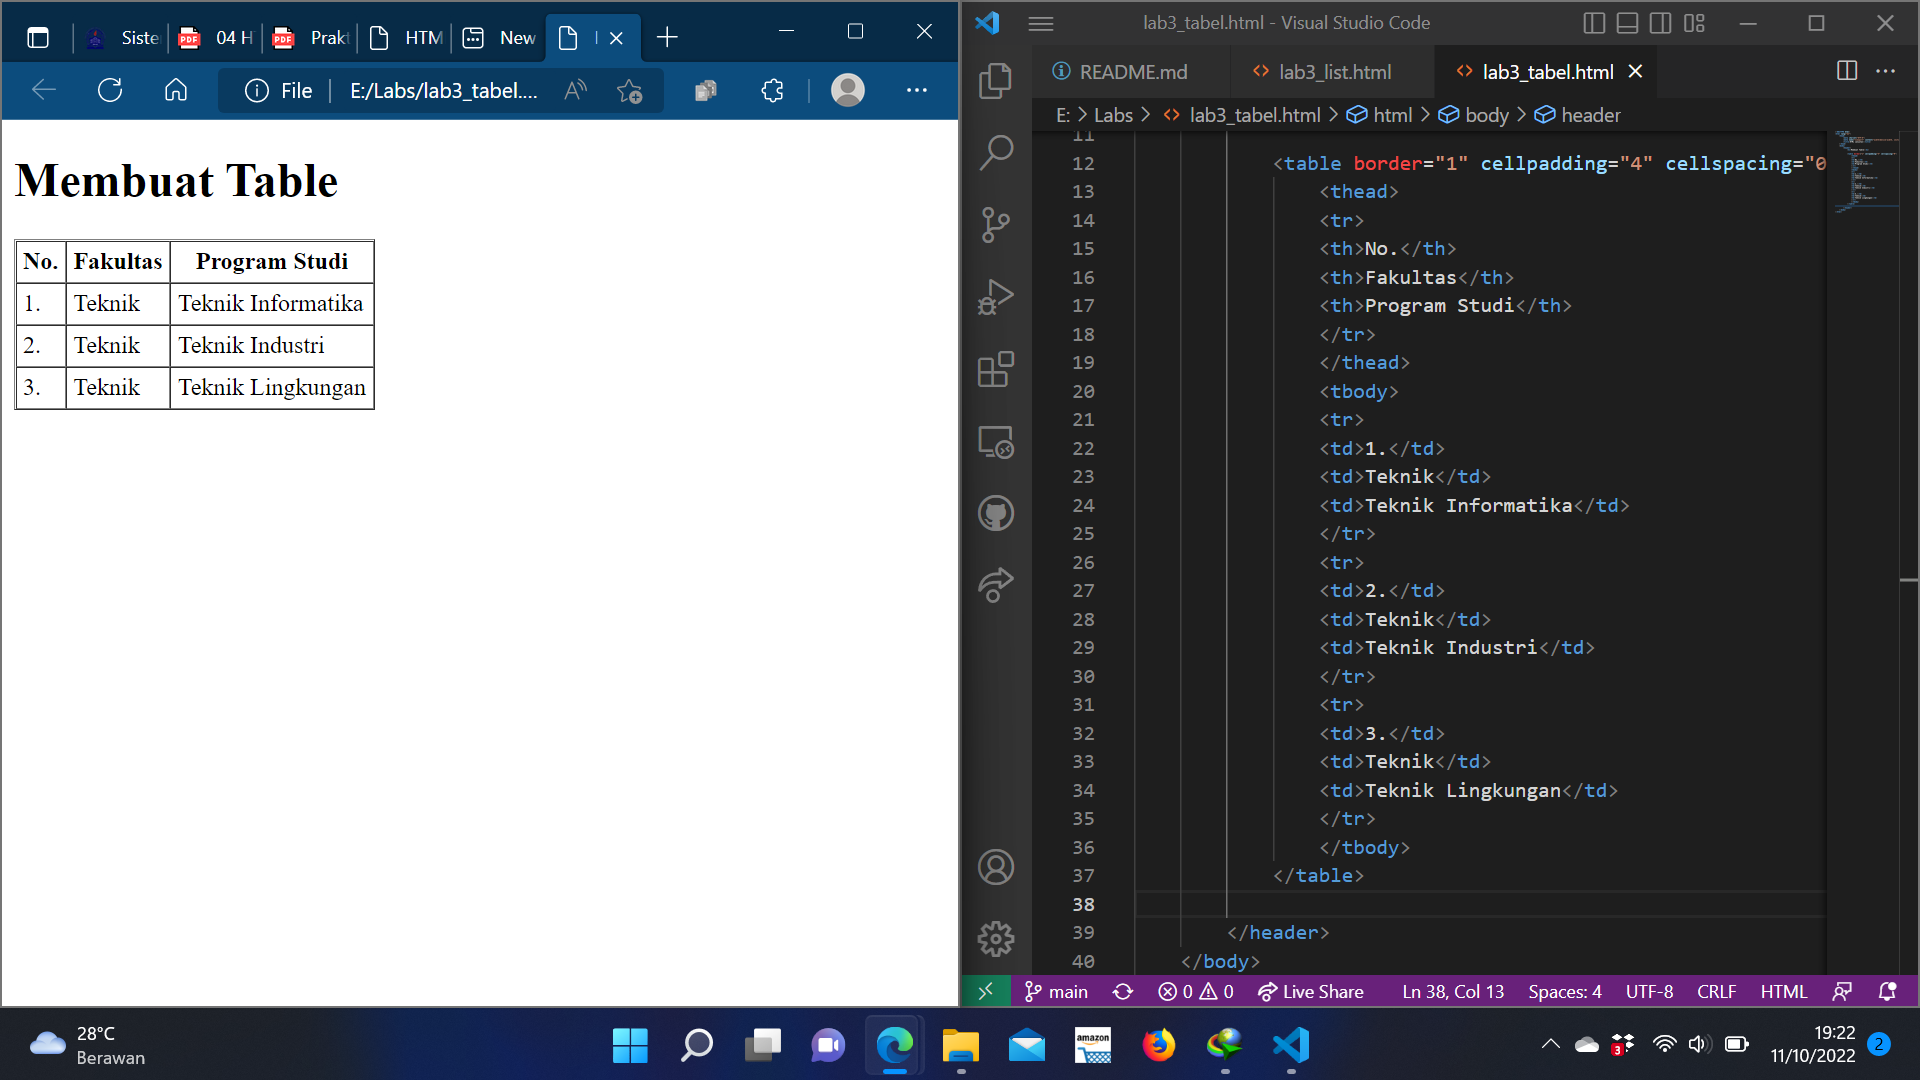 Siste
04 H
Prakt
HTM
New
File
E:/Labs/lab3_tabel....
Membuat Table
No. Fakultas Program Studi
1. Teknik Teknik Informatika
2. Teknik Teknik Industri
3. Teknik Teknik Lingkungan
lab3_tabel.html - Visual Studio Code
README.md
lab3_list.html
lab3_tabel.html
E: > Labs > lab3_tabel.html > html > body > header
11
12 <table border="1" cellpadding="4" cellspacing="0
13 <thead>
14 <tr>
15 <th>No.</th>
16 <th>Fakultas</th>
17 <th>Program Studi</th>
18 </tr>
19 </thead>
20 <tbody>
21 <tr>
22 <td>1.</td>
23 <td>Teknik</td>
24 <td>Teknik Informatika</td>
25 </tr>
26 <tr>
27 <td>2.</td>
28 <td>Teknik</td>
29 <td>Teknik Industri</td>
30 </tr>
31 <tr>
32 <td>3.</td>
33 <td>Teknik</td>
34 <td>Teknik Lingkungan</td>
35 </tr>
36 </tbody>
37 </table>
38
39 </header>
40 </body>
main 0 0 Live Share Ln 38, Col 13 Spaces: 4 UTF-8 CRLF HTML
28°C
Berawan
PDF
PDF
amazon
3
19:22
11/10/2022
2